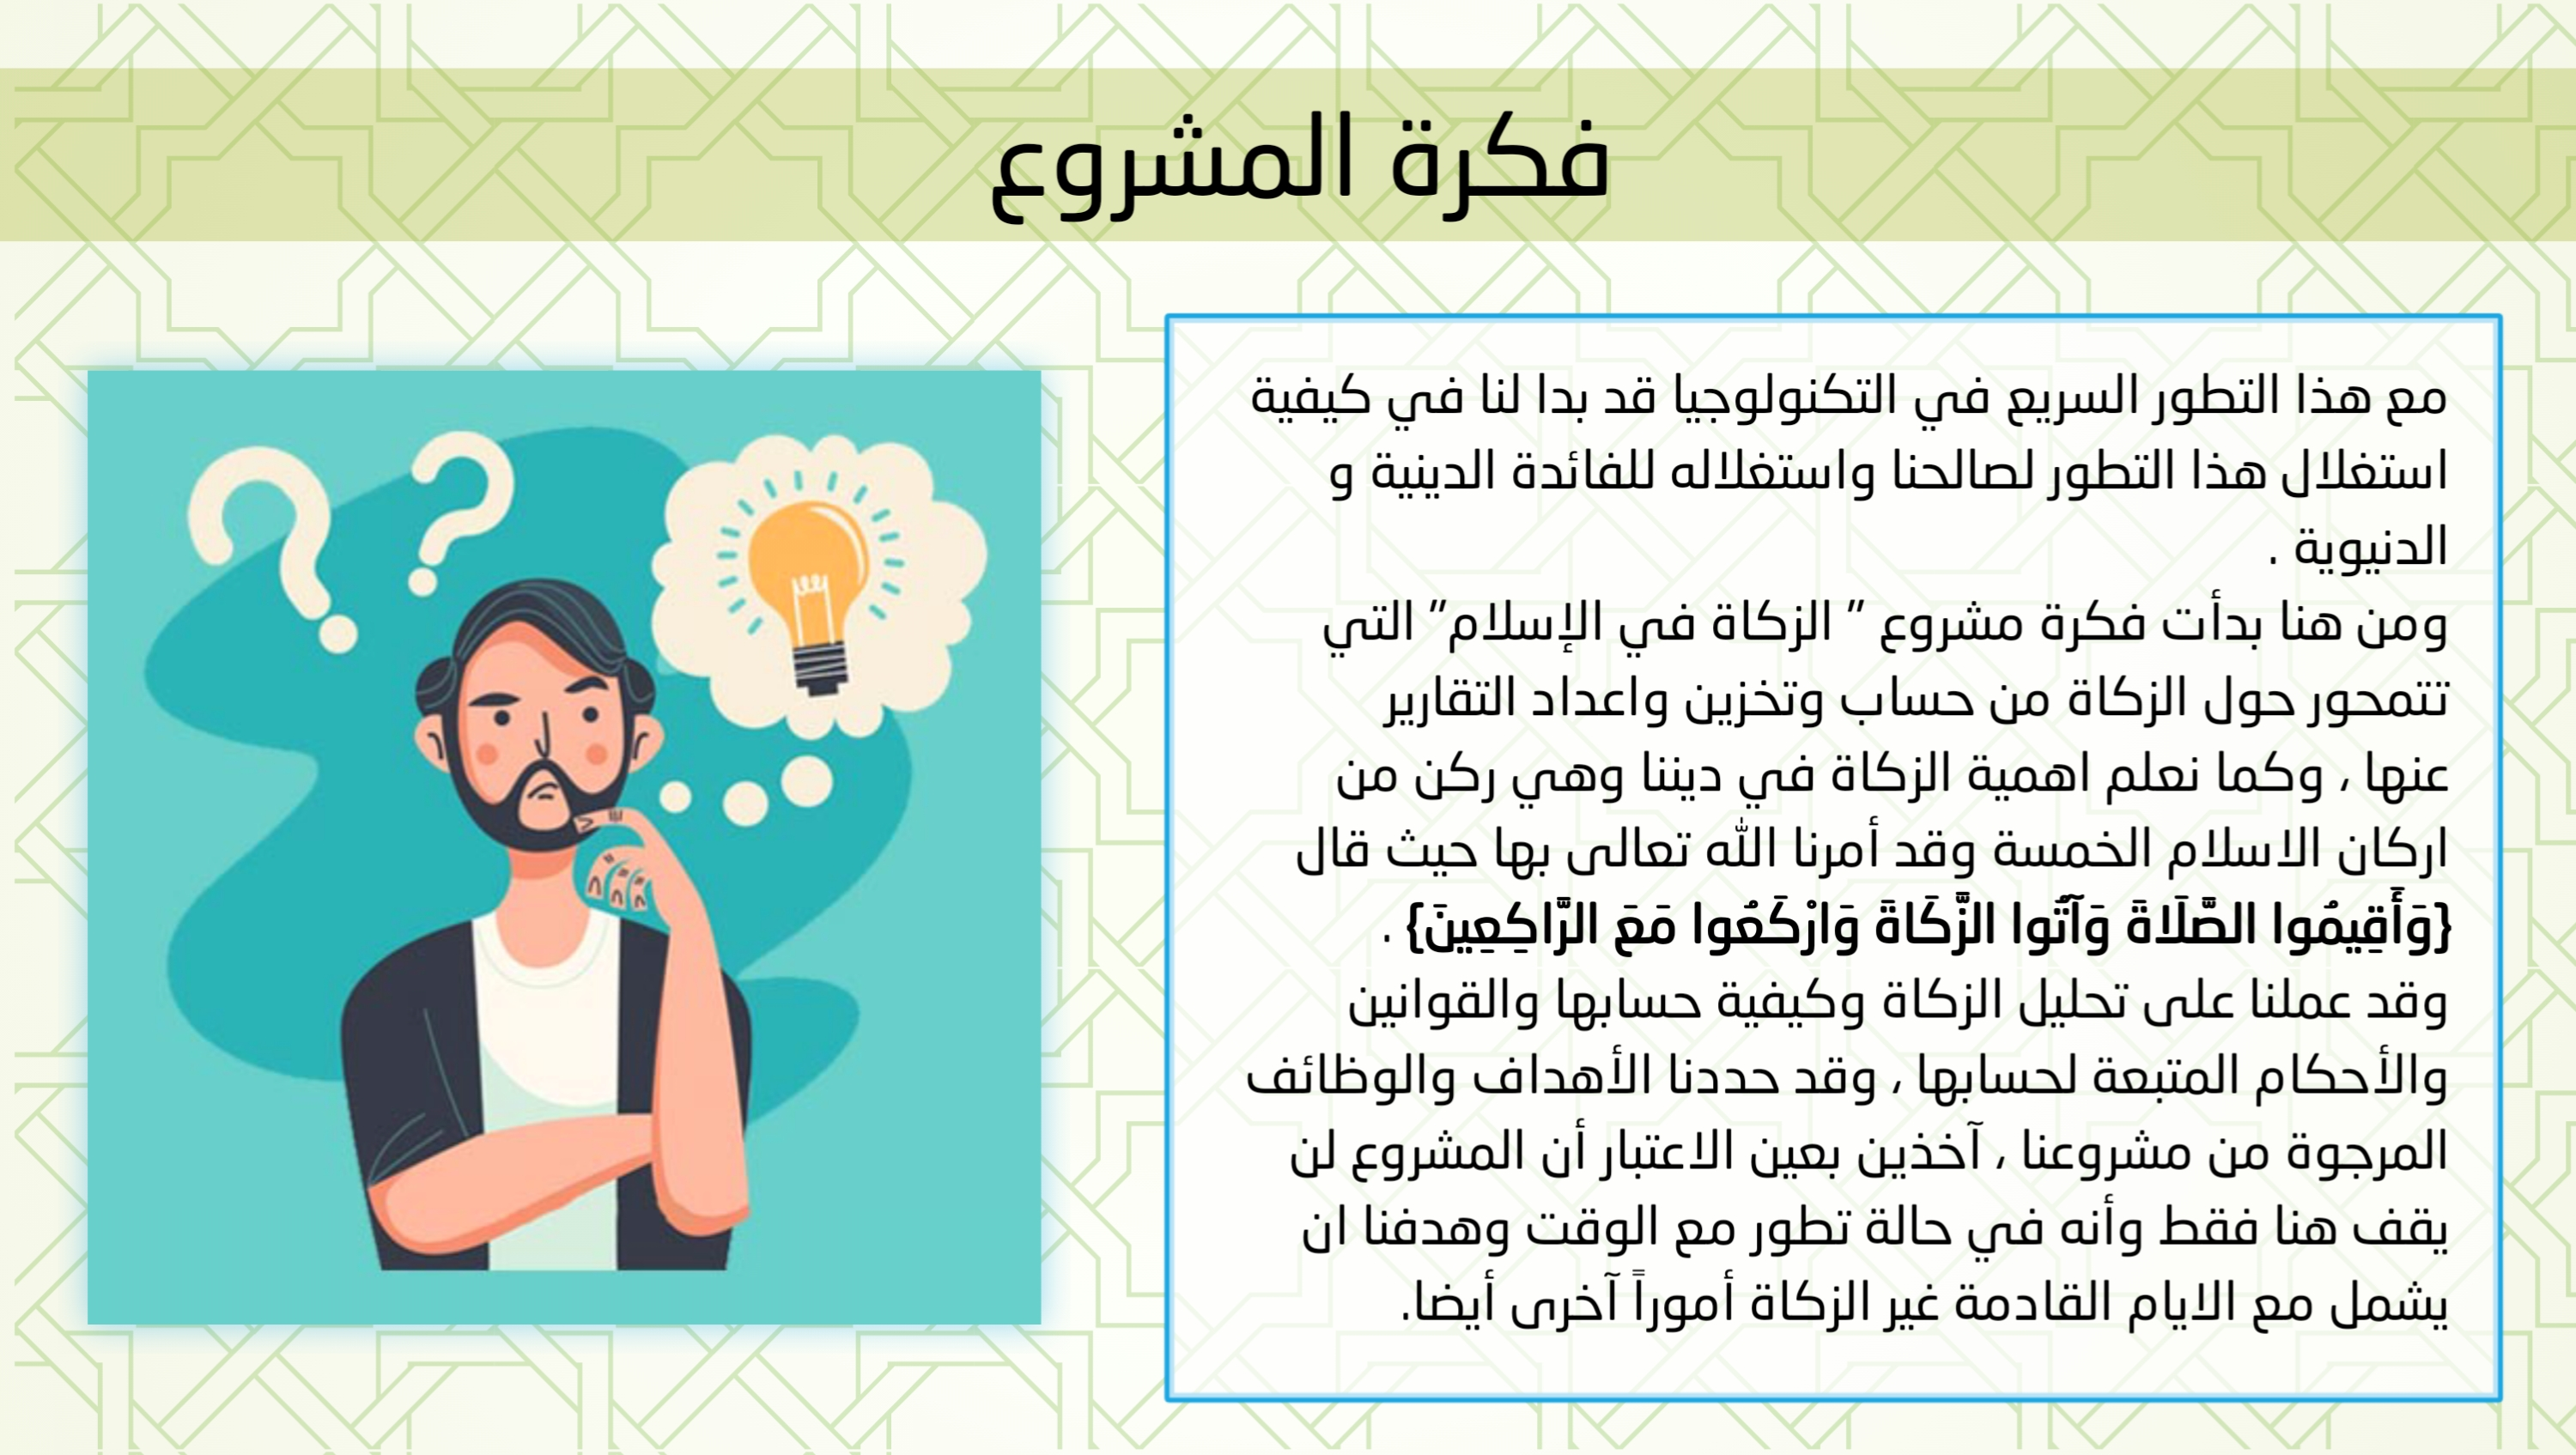 فكرة المشروع
مع هذا التطور السريع في التكنولوجيا قد بدا لنا في كيفية
استغلال هذا التطور لصالحنا واستغلاله للفائدة الدينية و
الدنيوية .
ومن هنا بدأت فكرة مشروع " الزكاة في الإسلام" التي
تتمحور حول الزكاة من حساب وتخزين واعداد التقارير
عنها ، وكما نعلم اهمية الزكاة في ديننا وهي ركن من
اركان الاسلام الخمسة وقد أمرنا الله تعالى بها حيث قال
{وَأَقِيمُوا الصَّلَاةَ وَآتُوا الزَّكَاةَ وَارْكَعُوا مَعَ الرَّاكِعِينَ} .
وقد عملنا على تحليل الزكاة وكيفية حسابها والقوانين
والأحكام المتبعة لحسابها ، وقد حددنا الأهداف والوظائف
المرجوة من مشروعنا ، آخذين بعين الاعتبار أن المشروع لن
يقف هنا فقط وأنه في حالة تطور مع الوقت وهدفنا ان
يشمل مع الايام القادمة غير الزكاة أموراً آخرى أيضا.